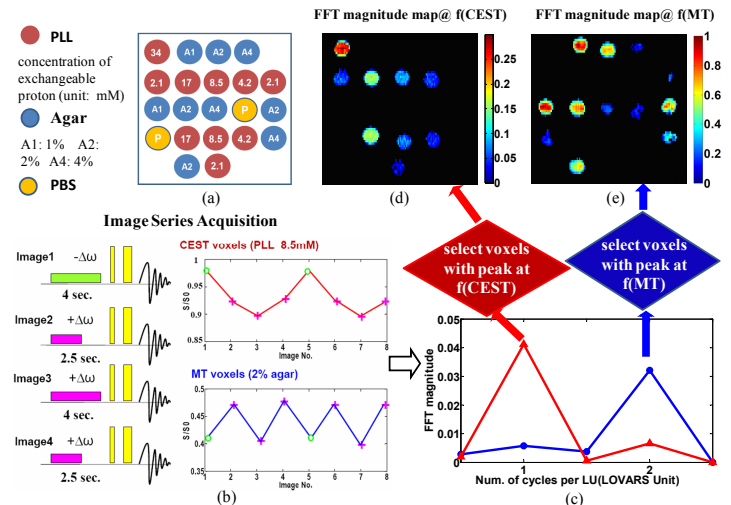 PLL
concentration of
exchangeable
proton (unit: mM)
Agar
A1: 1% A2:
2% A4: 4%
PBS
34 A1 A2 A4
2.1 17 8.5 4.2 2.1
A1 A2 A4 P A2
P 17 8.5 4.2 A4
A2 2.1
(a)
FFT magnitude map@ f(CEST)
0.25
0.2
0.15
0.1
0.05
0
(d)
FFT magnitude map@ f(MT)
1
0.8
0.6
0.4
0.2
0
(e)
Image Series Acquisition
Image1 -Δω
4 sec.
Image2 +Δω
2.5 sec.
Image3 +Δω
4 sec.
Image4 +Δω
2.5 sec.
CEST voxels (PLL 8.5mM)
S/S0
1
0.95
0.9
0.85
1 2 3 4 5 6 7 8
Image No.
MT voxels (2% agar)
S/S0
0.5
0.45
0.4
0.35
1 2 3 4 5 6 7 8
Image No.
(b)
select voxels
with peak at
f(CEST)
select voxels
with peak at
f(MT)
FFT magnitude
0.05
0.04
0.03
0.02
0.01
0
1 2
Num. of cycles per LU(LOVARS Unit)
(c)